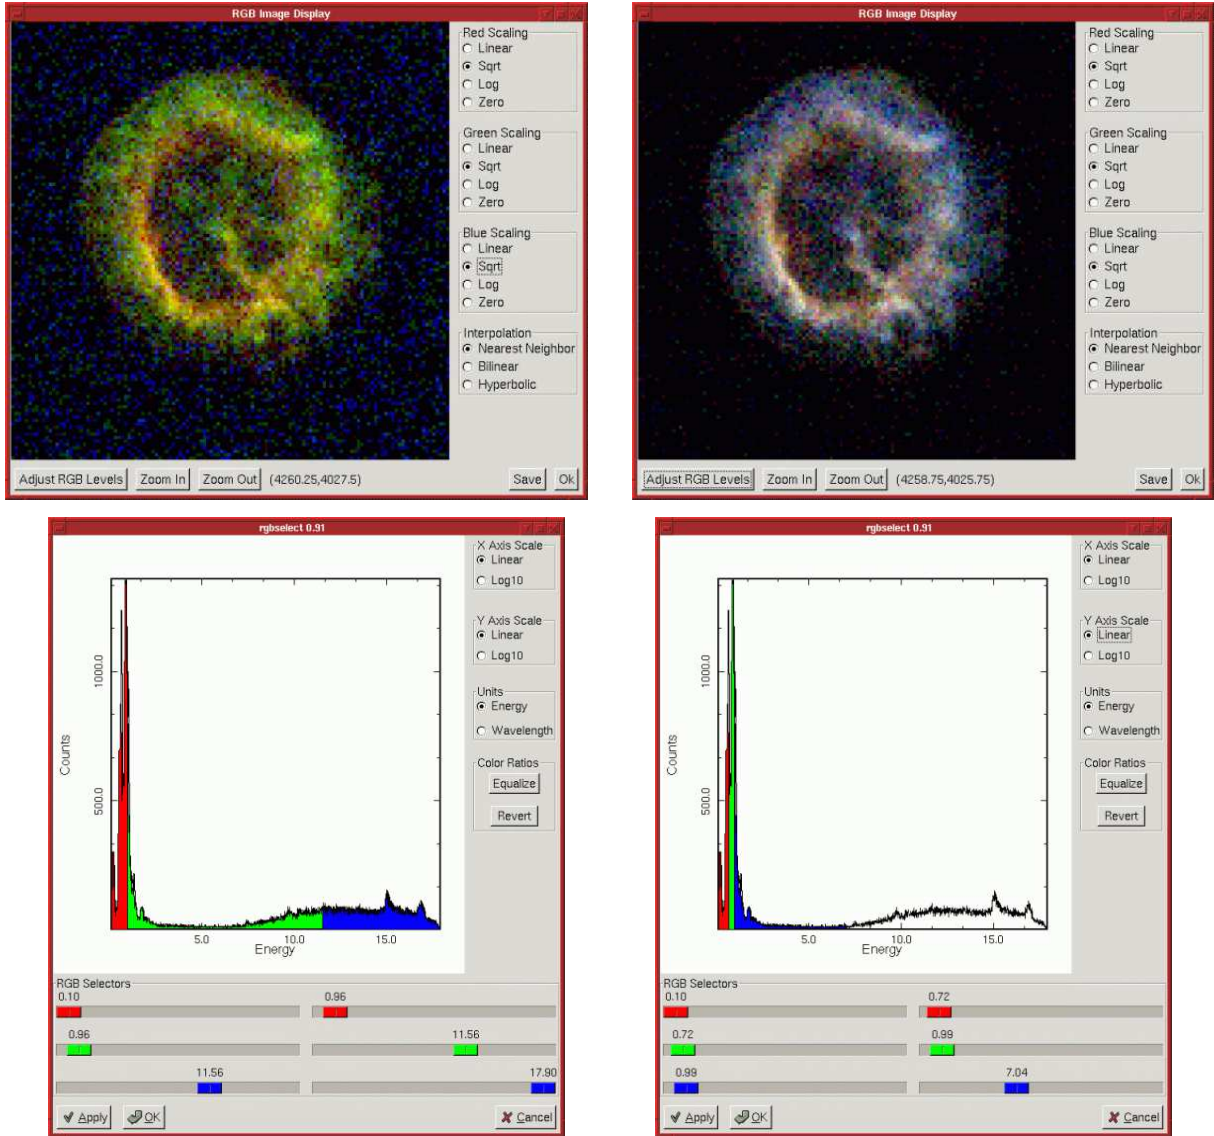 RGB Image Display
Red Scaling
Linear
Sqrt
Log
Zero
Green Scaling
Linear
Sqrt
Log
Zero
Blue Scaling
Linear
Sqrt
Log
Zero
Interpolation
Nearest Neighbor
Bilinear
Hyperbolic
Adjust RGB Levels Zoom In Zoom Out (4260.25,4027.5) Save Ok
RGB Image Display
Red Scaling
Linear
Sqrt
Log
Zero
Green Scaling
Linear
Sqrt
Log
Zero
Blue Scaling
Linear
Sqrt
Log
Zero
Interpolation
Nearest Neighbor
Bilinear
Hyperbolic
Adjust RGB Levels Zoom In Zoom Out (4258.75,4025.75) Save Ok
rgbselect 0.91
X Axis Scale
Linear
Log10
Y Axis Scale
Linear
Log10
Units
Energy
Wavelength
Color Ratios
Equalize
Revert
1000.0
500.0
Counts
5.0 10.0 15.0
Energy
RGB Selectors
0.10 0.96
0.96 11.56
11.56 17.90
Apply OK Cancel
rgbselect 0.91
X Axis Scale
Linear
Log10
Y Axis Scale
Linear
Log10
Units
Energy
Wavelength
Color Ratios
Equalize
Revert
1000.0
500.0
Counts
5.0 10.0 15.0
Energy
RGB Selectors
0.10 0.72
0.72 0.99
0.99 7.04
Apply OK Cancel